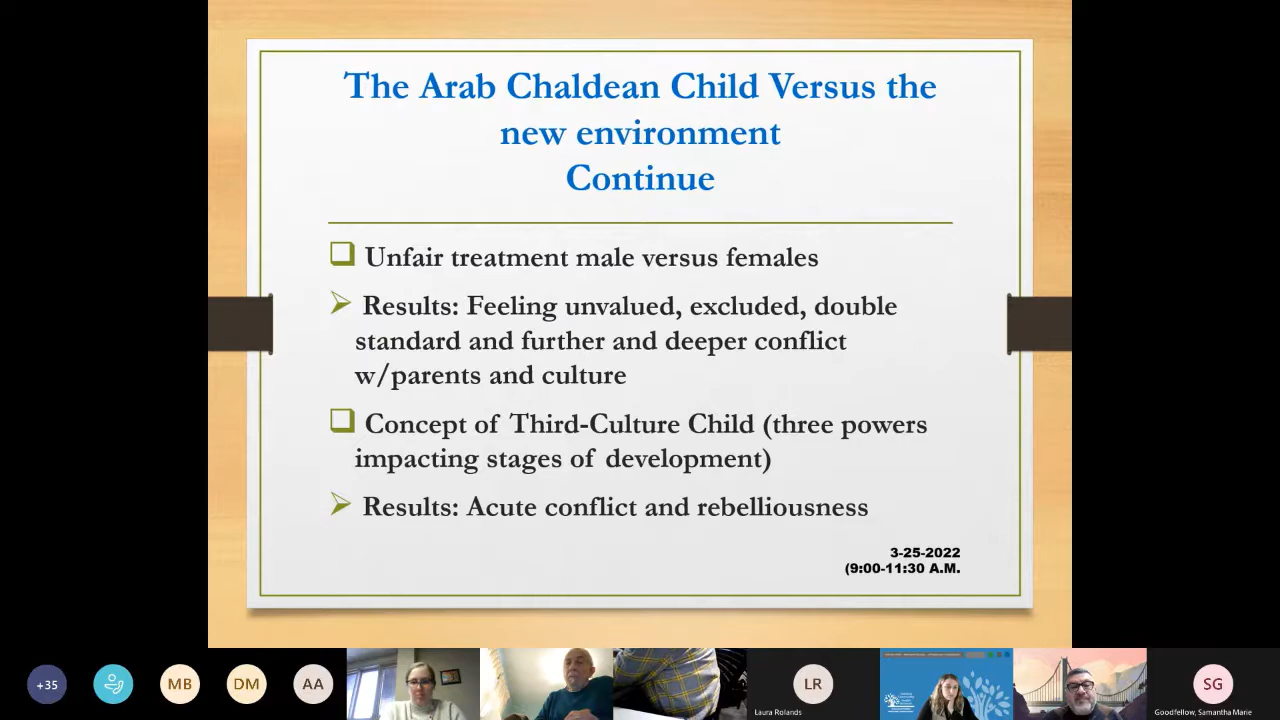 The Arab Chaldean Child Versus the
new environment
Continue
Unfair treatment male versus females
Results: Feeling unvalued, excluded, double
standard and further and deeper conflict
w/parents and culture
Concept of Third-Culture Child (three powers
impacting stages of development)
Results: Acute conflict and rebelliousness
3-25-2022
(9:00-11:30 A.M.
+35
MB
DM
AA
LR
Laura Rolands
SG
Goodfellow, Samantha Marie